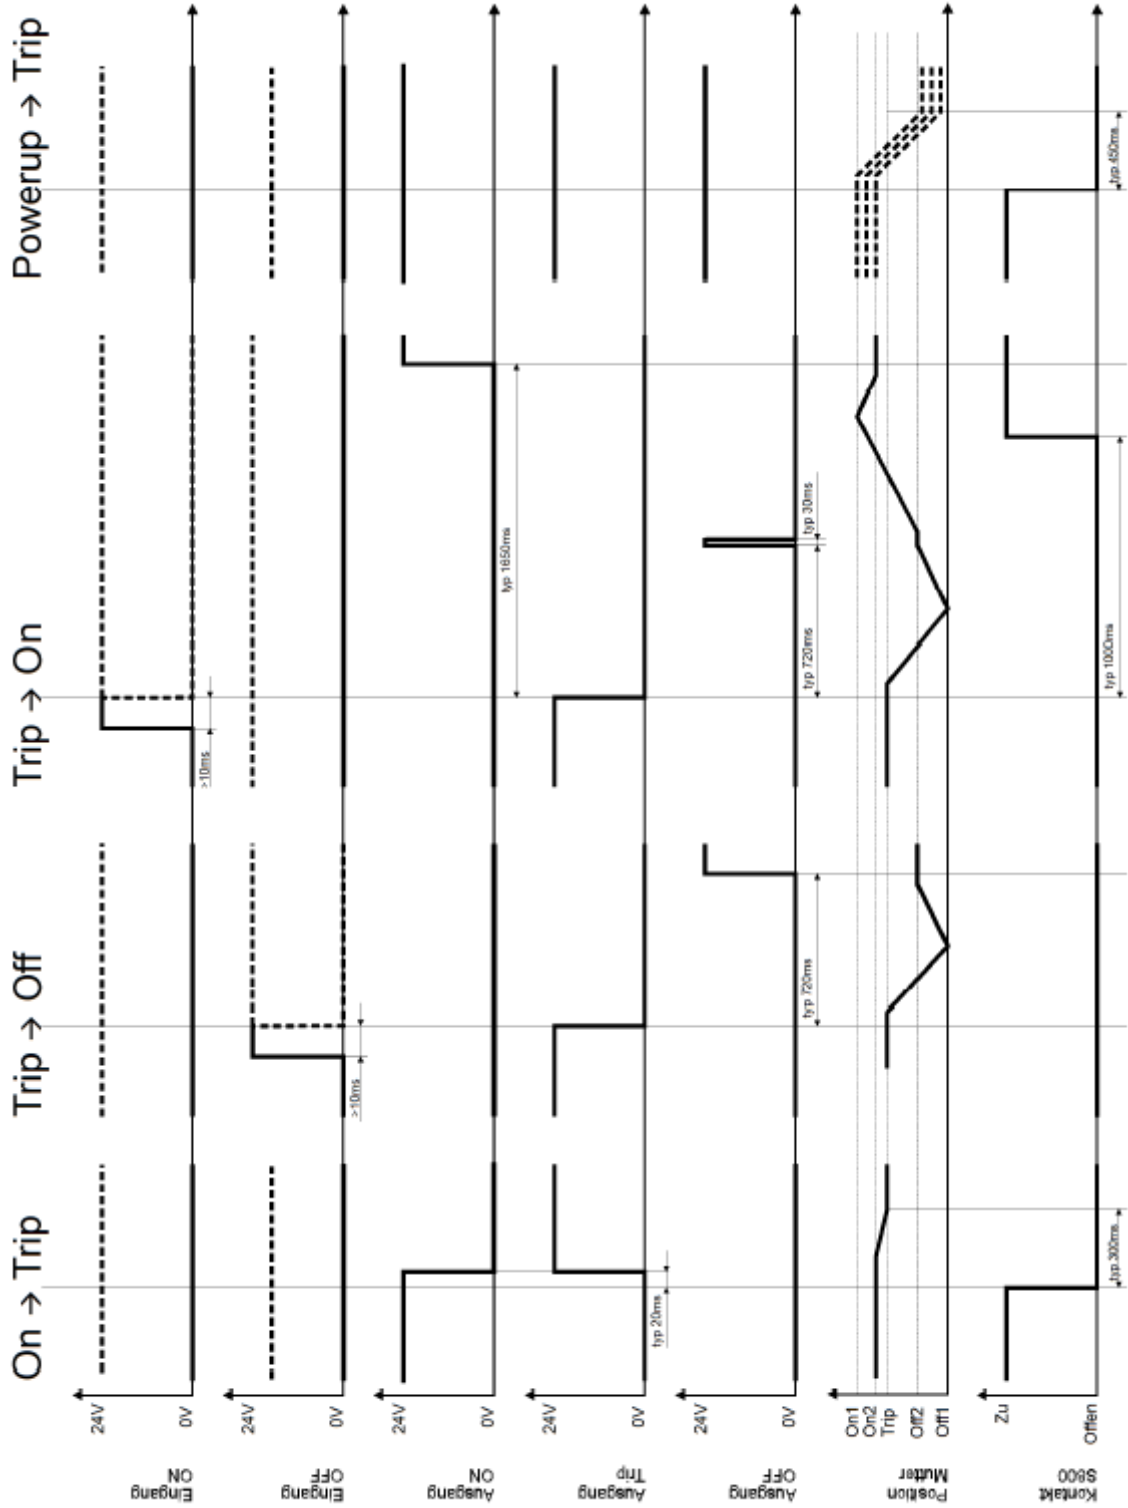 On → Trip
Trip → Off
Trip → On
Powerup → Trip
Eingang
ON
24V
0V
>10ms
Eingang
OFF
24V
0V
>10ms
Ausgang
ON
24V
0V
typ 1650ms
Ausgang
Trip
24V
0V
typ 20ms
Ausgang
OFF
24V
0V
typ 720ms
typ 720ms
typ 30ms
Position
Mutter
On1
On2
Trip
Off2
Off1
Kontakt
S800
Zu
Offen
typ.300ms
typ 1000ms
typ.450ms